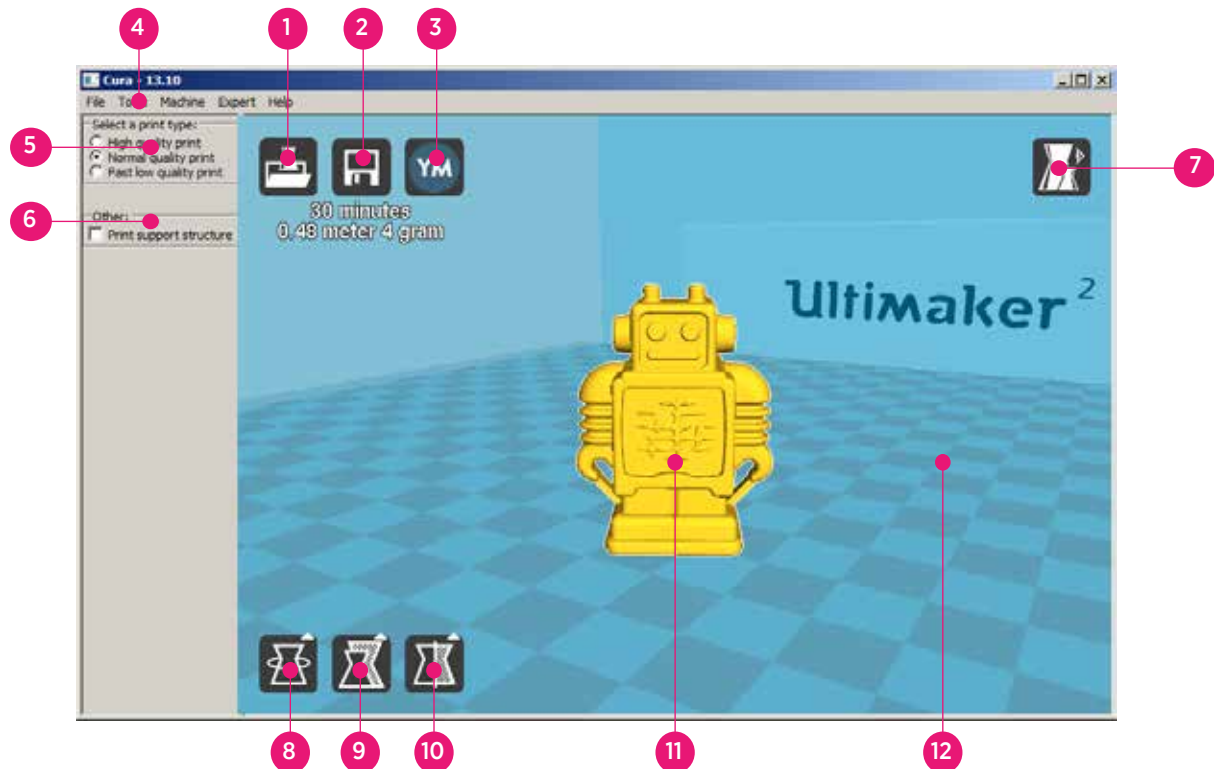 4
1
2
3
Cura - 13.10
File Tools Machine Expert Help
Select a print type:
5
High quality print
Normal quality print
Fast low quality print
YM
7
30 minutes
0.48 meter 4 gram
6
Other:
Print support structure
Ultimaker 2
8
9
10
11
12